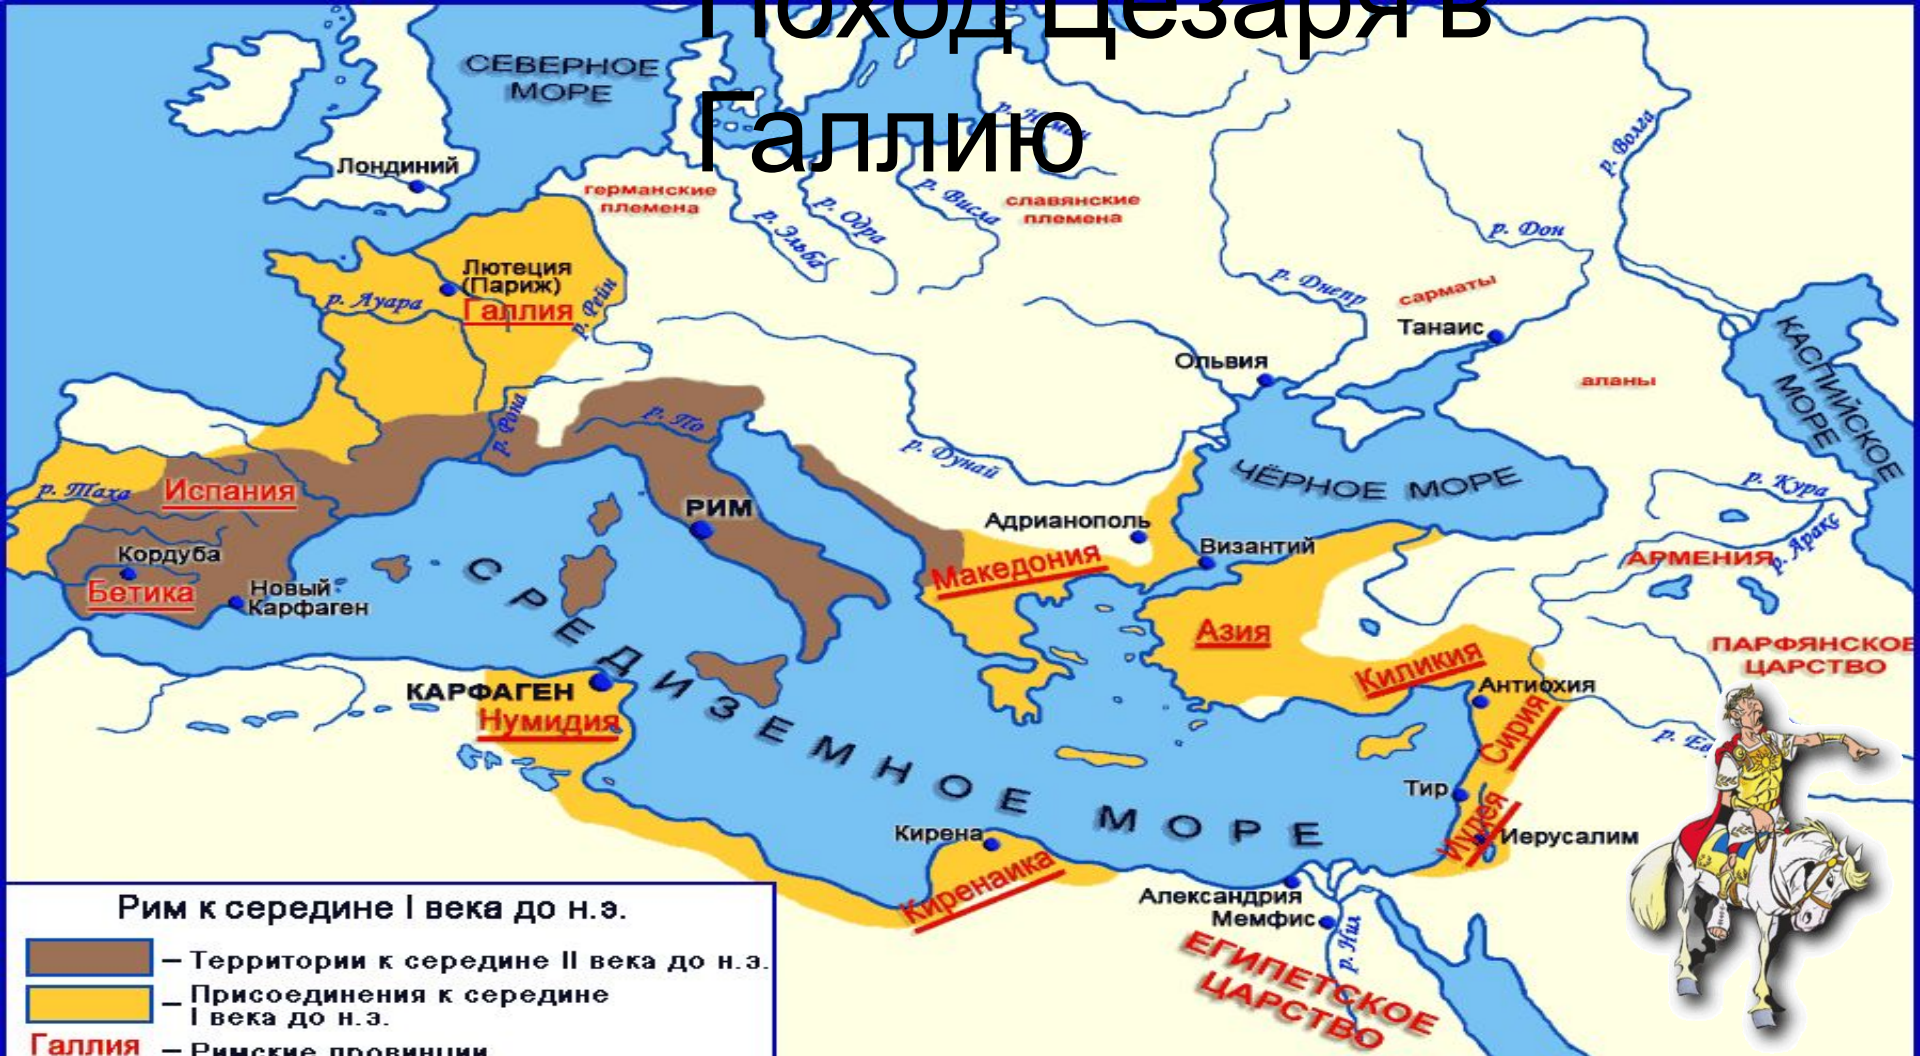 Поход Цезаря в
Галлию
СЕВЕРНОЕ
МОРЕ
Лондиний
германские
племена
р. Эльба
р. Одра
р. Висла
р. Неман
славянские
племена
р. Волга
р. Дон
р. Днепр
сарматы
Танаис
Ольвия
аланы
КАСПИЙСКОЕ
МОРЕ
Лютеция
(Париж)
Галлия
р. Ауара
р. Рейн
р. Рона
р. По
р. Дунай
ЧЁРНОЕ МОРЕ
р. Кура
р. Аракс
АРМЕНИЯ
р. Таха
Испания
Кордуба
Бетика
Новый
Карфаген
РИМ
Адрианополь
Македония
Византий
Азия
Киликия
Антиохия
Сирия
ПАРФЯНСКОЕ
ЦАРСТВО
р. Ев
КАРФАГЕН
Нумидия
СРЕДИЗЕМНОЕ МОРЕ
Тир
Иудея
Иерусалим
Кирена
Киренаика
Александрия
Мемфис
р. Нил
ЕГИПЕТСКОЕ
ЦАРСТВО
Рим к середине I века до н.э.
– Территории к середине II века до н.э.
– Присоединения к середине
I века до н.э.
Галлия – Римские провинции